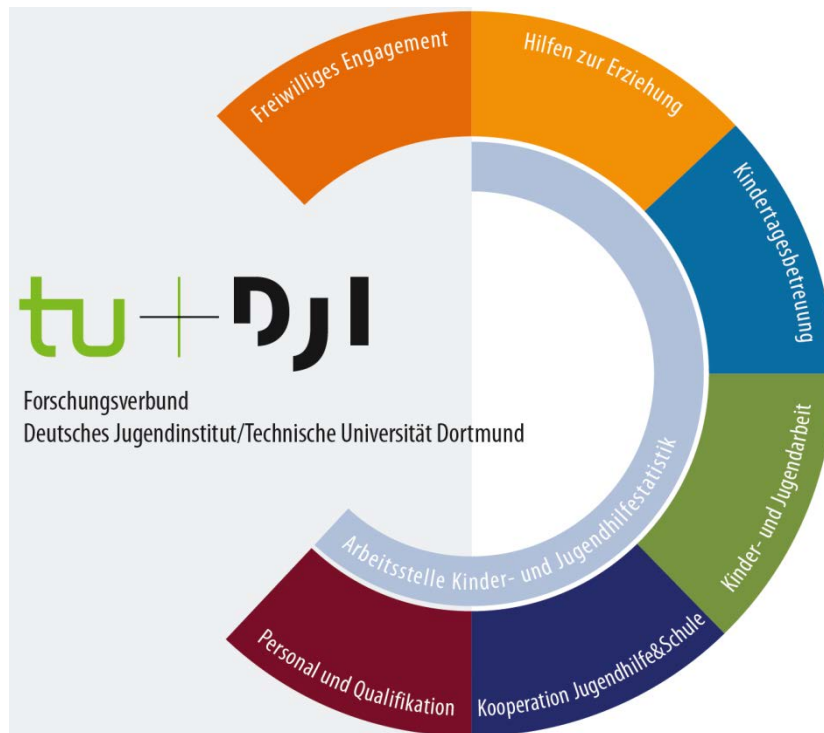 Freiwilliges Engagement
Hilfen zur Erziehung
Kindertagesbetreuung
Kinder- und Jugendarbeit
Kooperation Jugendhilfe&Schule
Personal und Qualifikation
Arbeitsstelle Kinder- und Jugendhilfestatistik
tu + DJI
Forschungsverbund
Deutsches Jugendinstitut/Technische Universität Dortmund